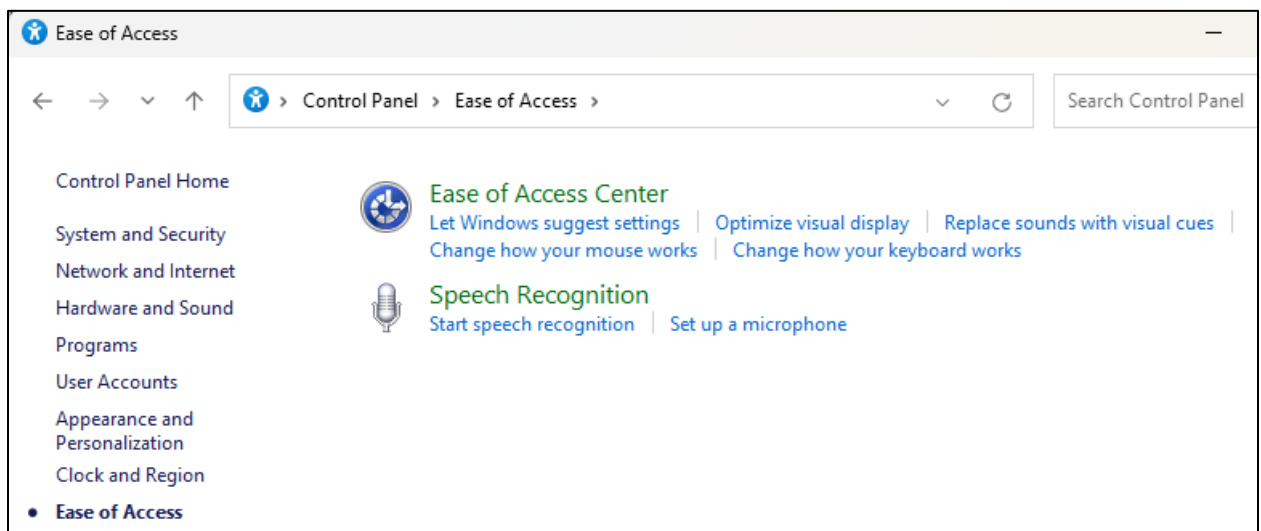 Ease of Access
Control Panel > Ease of Access >
Search Control Panel
Control Panel Home
System and Security
Network and Internet
Hardware and Sound
Programs
User Accounts
Appearance and
Personalization
Clock and Region
Ease of Access
Ease of Access Center
Let Windows suggest settings | Optimize visual display | Replace sounds with visual cues |
Change how your mouse works | Change how your keyboard works
Speech Recognition
Start speech recognition | Set up a microphone